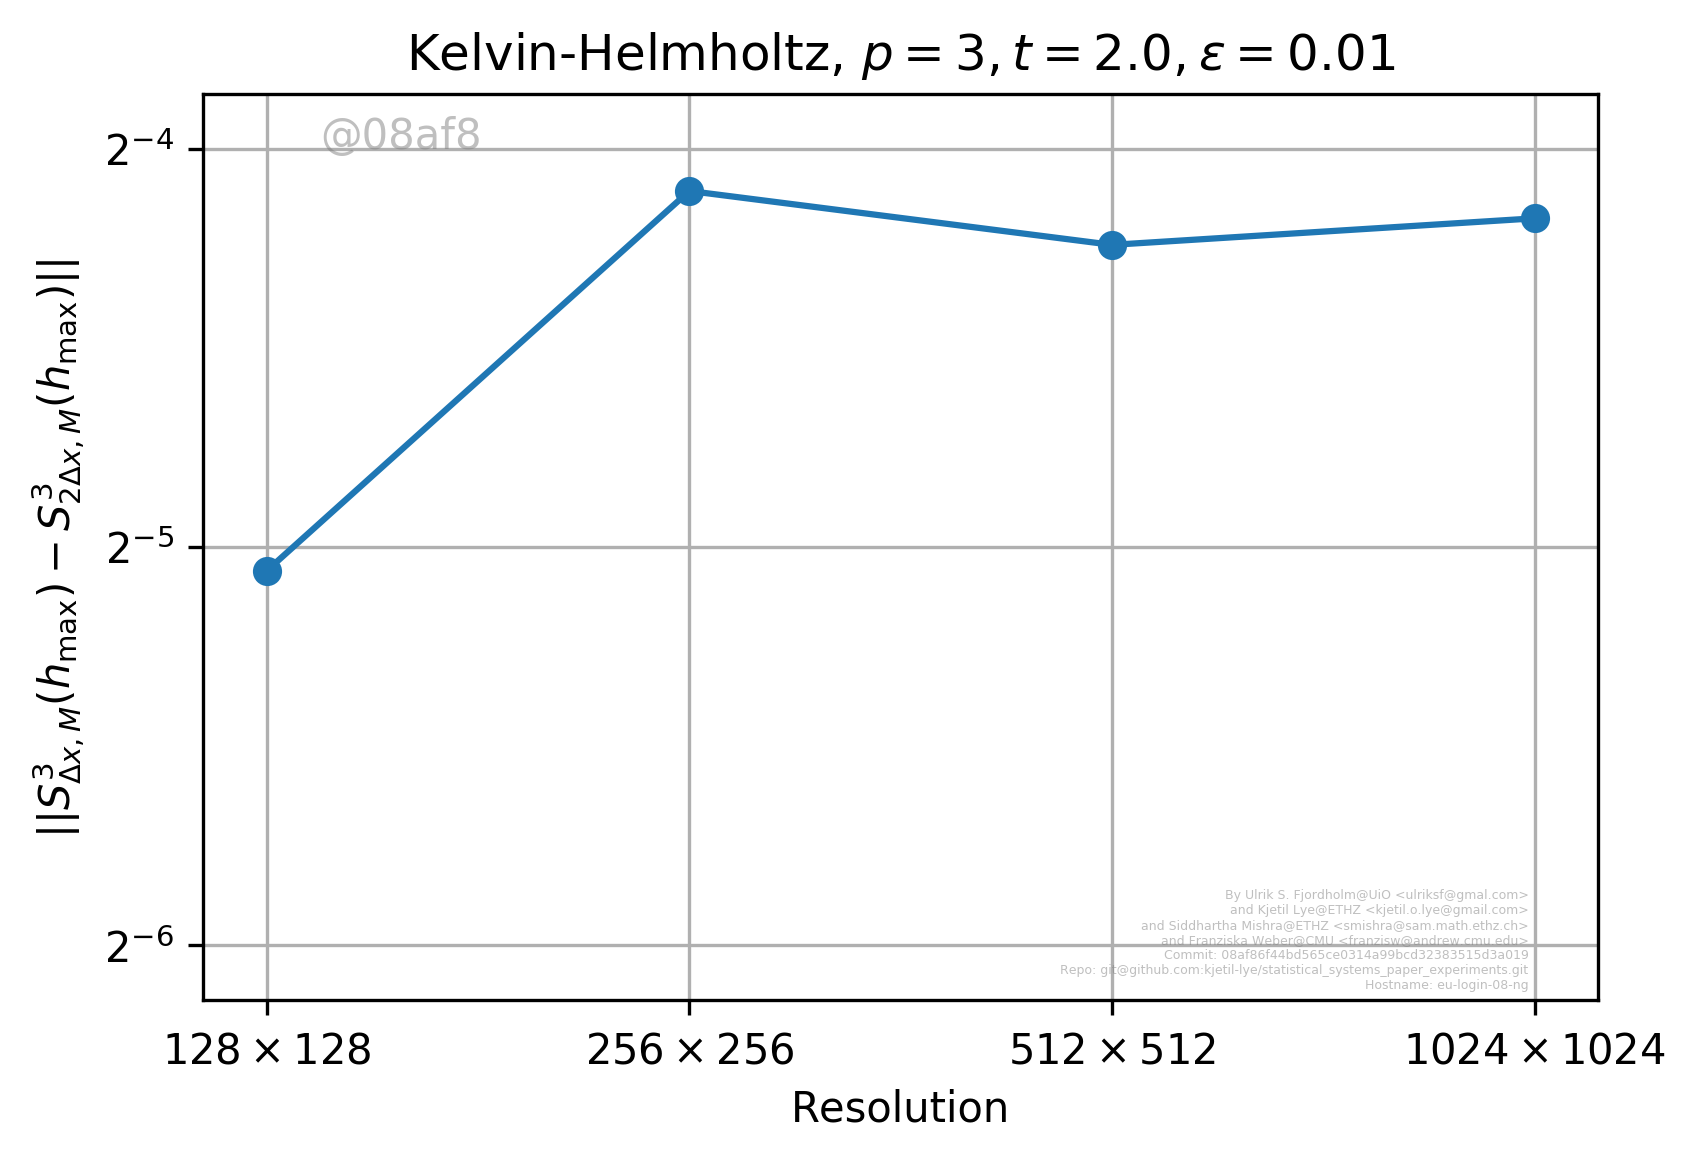 Kelvin-Helmholtz, p = 3, t = 2.0, ε = 0.01
@08af8
2⁻⁴
2⁻⁵
2⁻⁶
||S³_{Δx, M}(h_max) − S³_{2Δx, M}(h_max)||
By Ulrik S. Fjordholm@UiO <ulriksf@gmal.com>
and Kjetil Lye@ETHZ <kjetil.o.lye@gmail.com>
and Siddhartha Mishra@ETHZ <smishra@sam.math.ethz.ch>
and Franziska Weber@CMU <franzisw@andrew.cmu.edu>
Commit: 08af86f44bd565ce0314a99bcd32383515d3a019
Repo: git@github.com:kjetil-lye/statistical_systems_paper_experiments.git
Hostname: eu-login-08-ng
128 × 128 256 × 256 512 × 512 1024 × 1024
Resolution